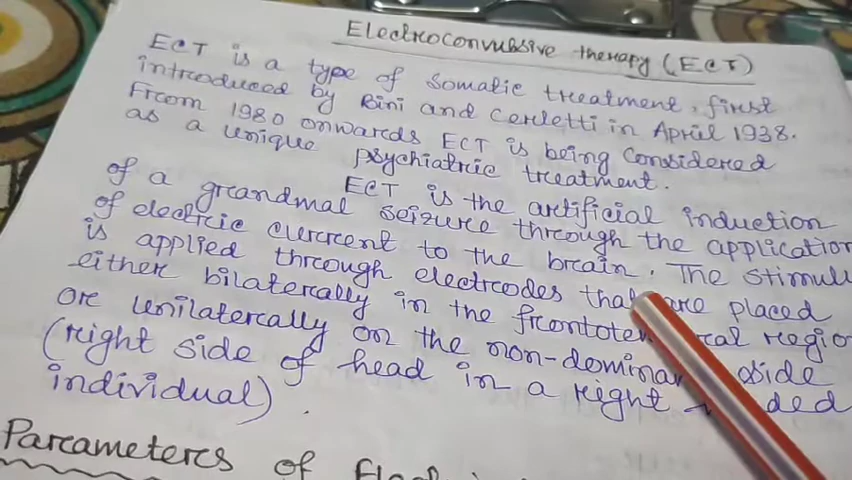 Electroconvulsive therapy (ECT)
ECT is a type of somatic treatment, first
introduced by Bini and Cerletti in April 1938.
From 1980 onwards ECT is being considered
as a unique psychiatric treatment.
ECT is the artificial induction
of a grandmal seizure through the application
of electric current to the brain. The stimuli
is applied through electrodes that are placed
either bilaterally in the
or unilaterally on the non-dominant side
(right side of head in a right
individual).
Parameters of